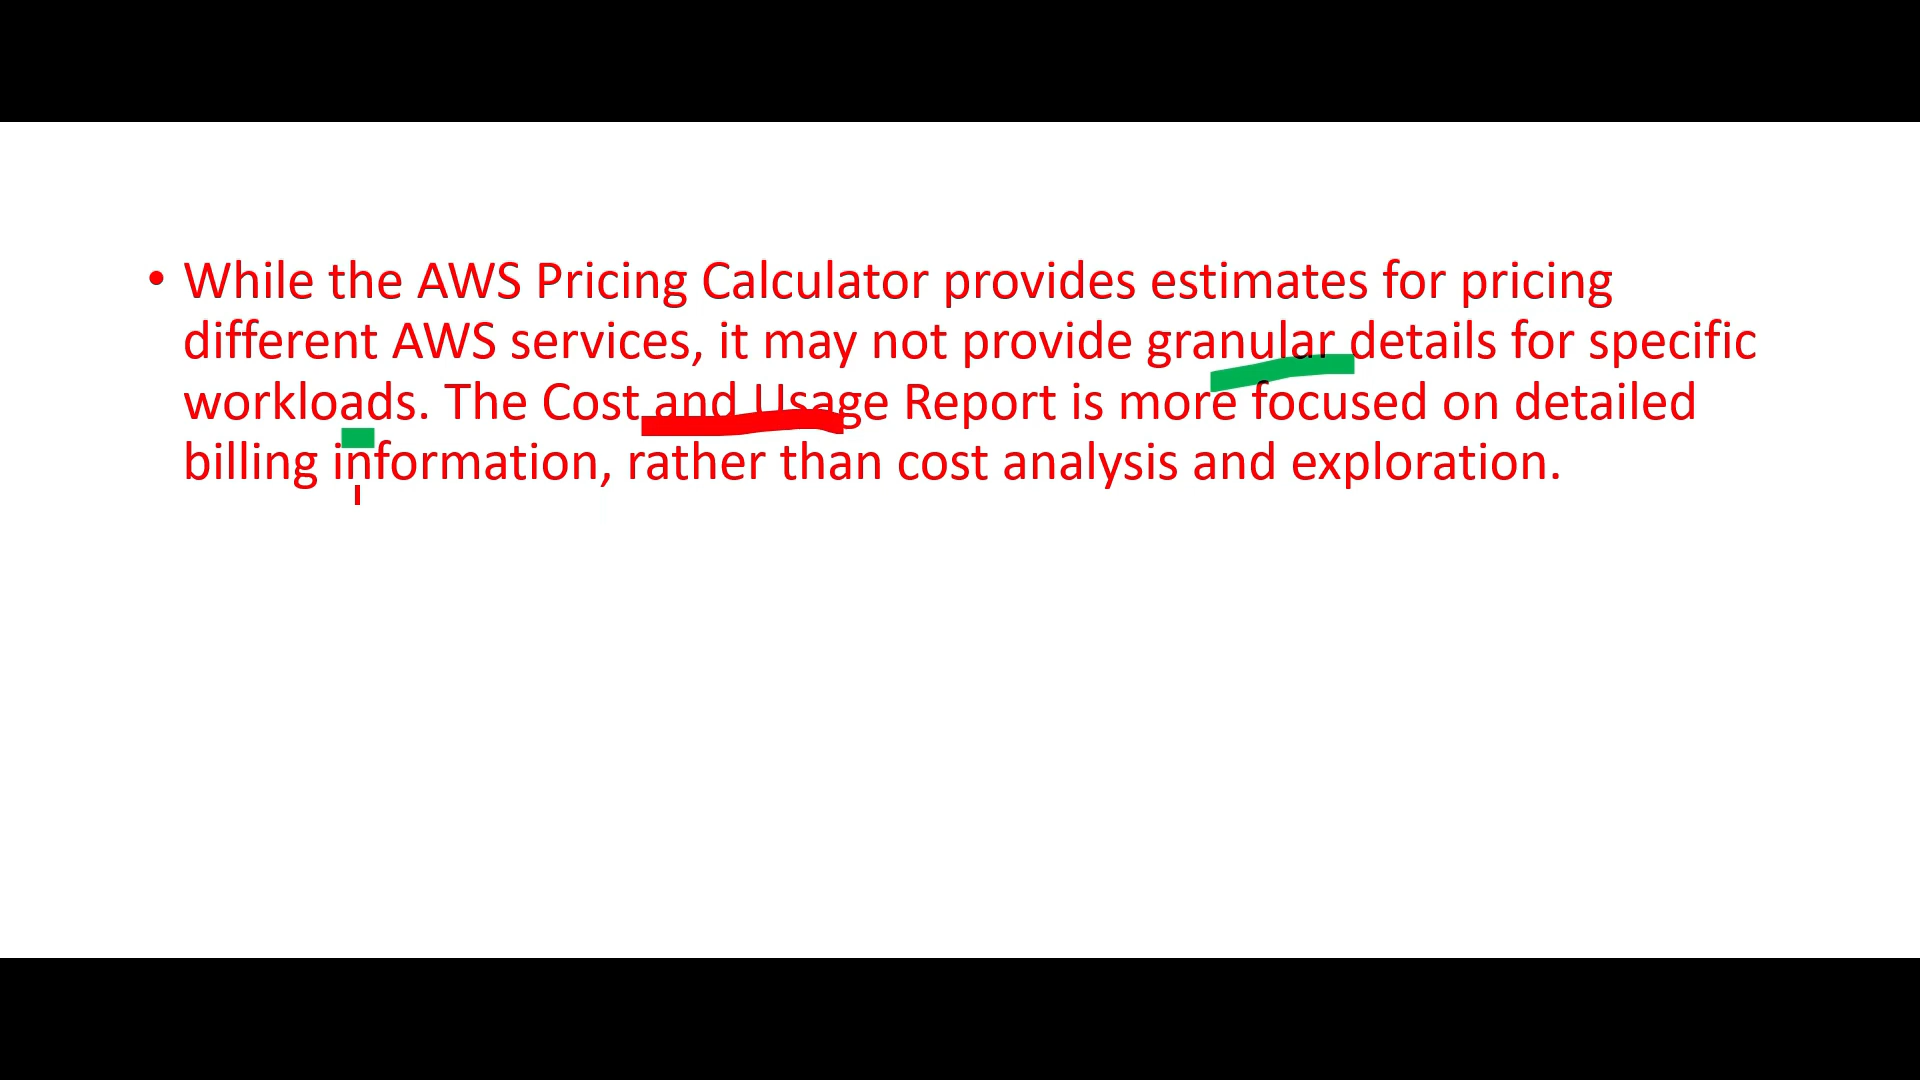 • While the AWS Pricing Calculator provides estimates for pricing
different AWS services, it may not provide granular details for specific
workloads. The Cost and Usage Report is more focused on detailed
billing information, rather than cost analysis and exploration.